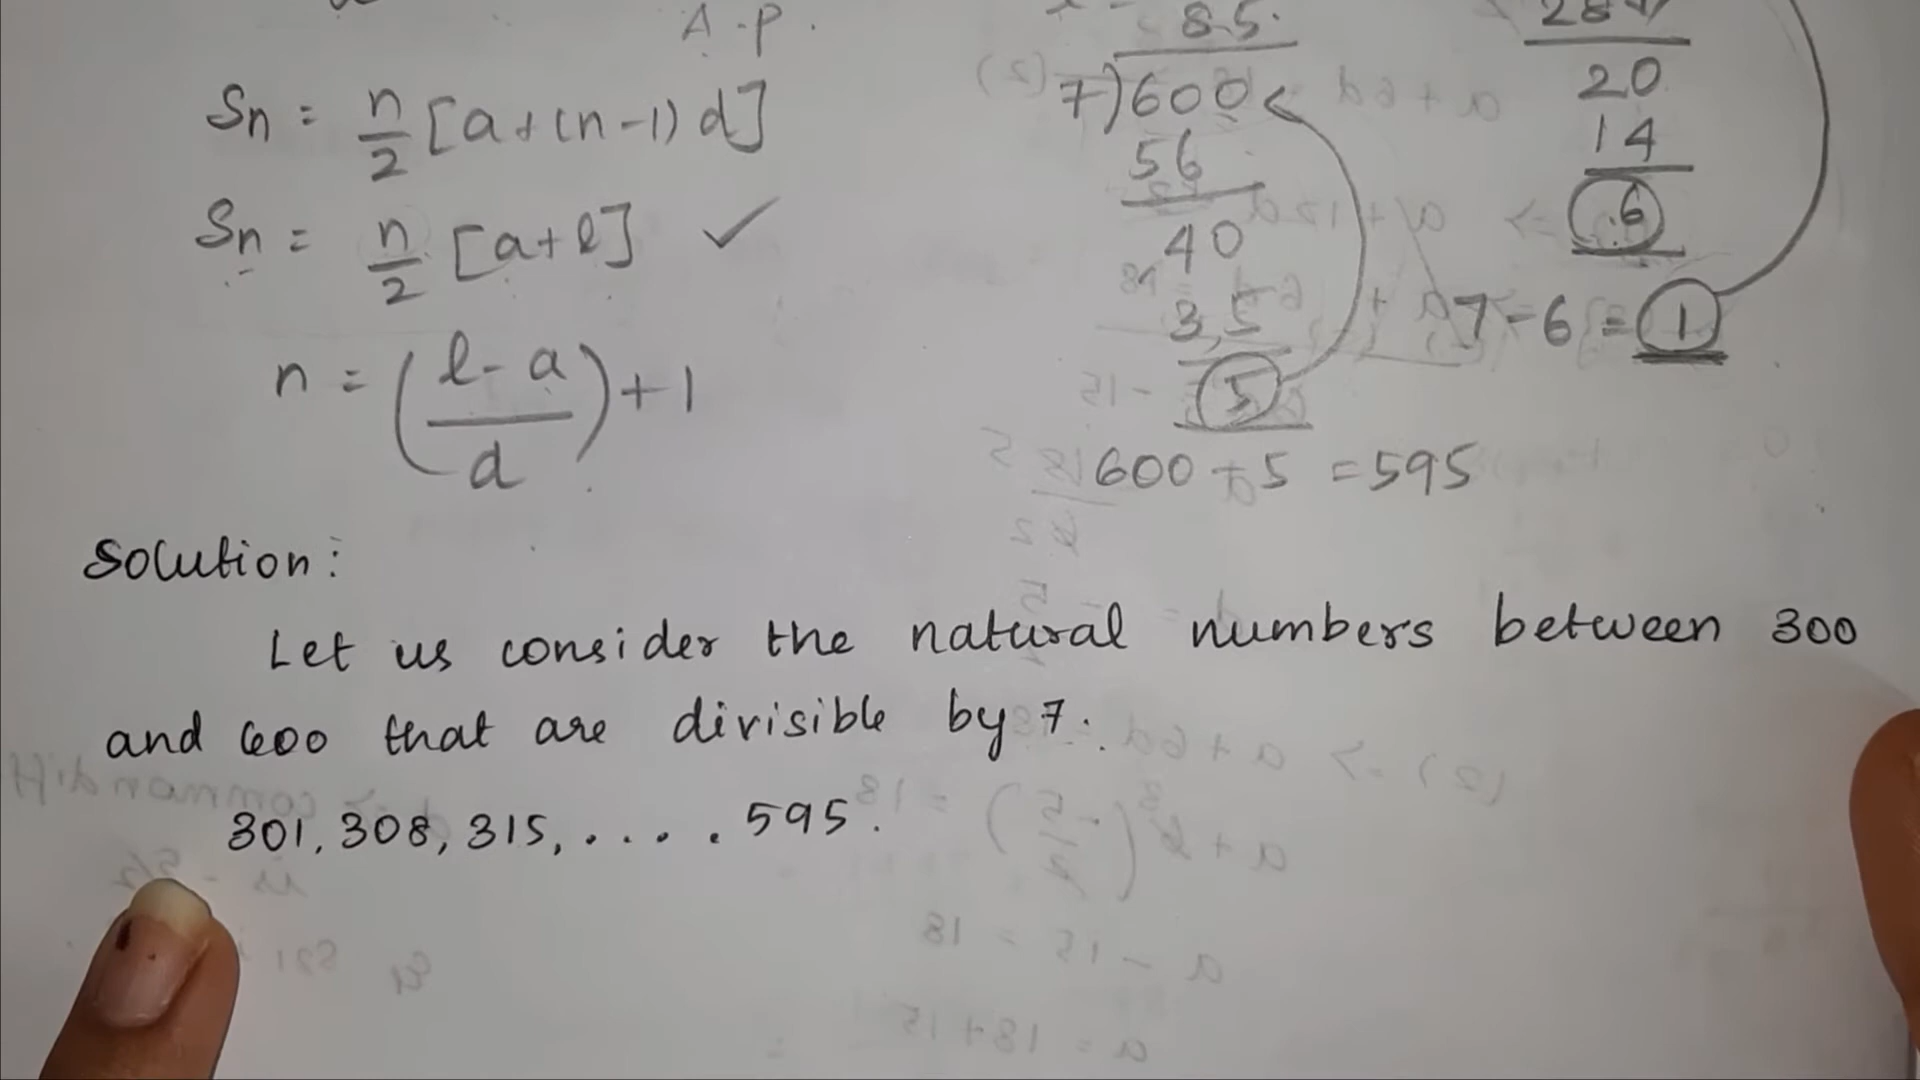 A.P.
Sn = n/2 [a+(n-1)d]
Sn = n/2 [a+l] ✓
n = (l-a/d)+1
85.
7)600
56
40
35
5
600-5 = 595
20
14
6
7-6 = 1
Solution:
Let us consider the natural numbers between 300
and 600 that are divisible by 7.
301, 308, 315, ..... 595.